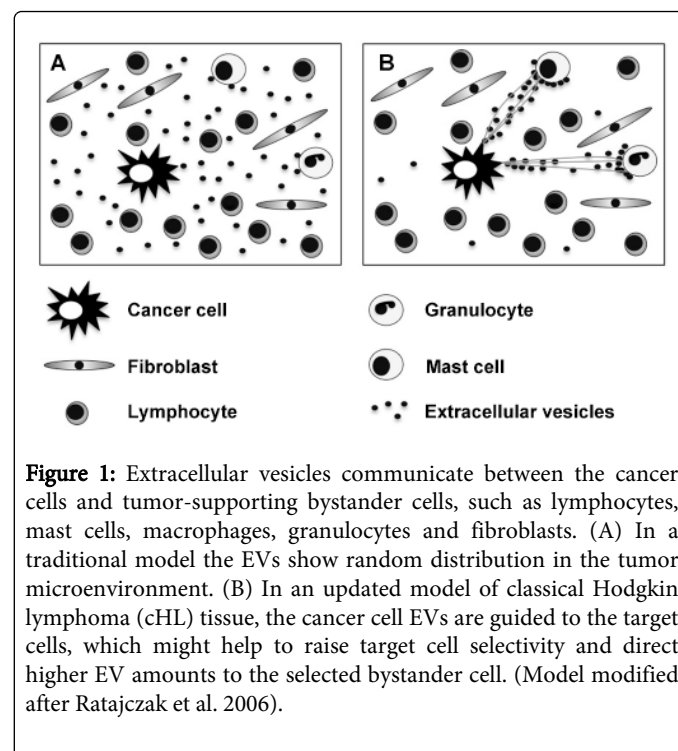 A B
Cancer cell Granulocyte
Fibroblast Mast cell
Lymphocyte Extracellular vesicles
Figure 1: Extracellular vesicles communicate between the cancer
cells and tumor-supporting bystander cells, such as lymphocytes,
mast cells, macrophages, granulocytes and fibroblasts. (A) In a
traditional model the EVs show random distribution in the tumor
microenvironment. (B) In an updated model of classical Hodgkin
lymphoma (cHL) tissue, the cancer cell EVs are guided to the target
cells, which might help to raise target cell selectivity and direct
higher EV amounts to the selected bystander cell. (Model modified
after Ratajczak et al. 2006).